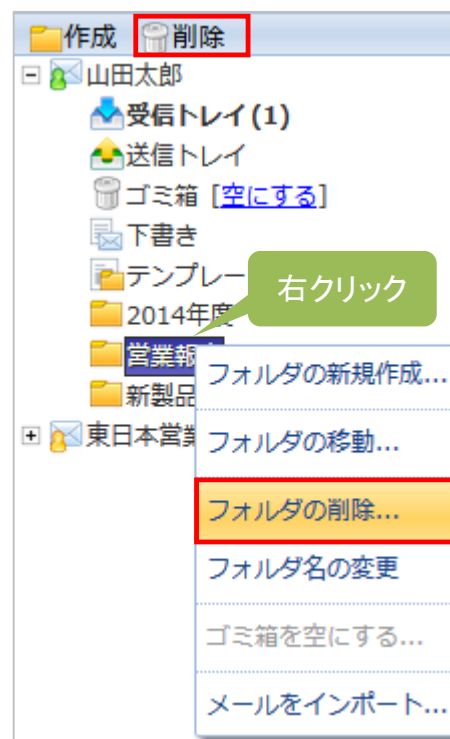 作成 削除
山田太郎
受信トレイ(1)
送信トレイ
ゴミ箱 [空にする]
下書き
テンプレー
右クリック
2014年度
営業報
フォルダの新規作成...
新製品
東日本営業
フォルダの移動...
フォルダの削除...
フォルダ名の変更
ゴミ箱を空にする...
メールをインポート...